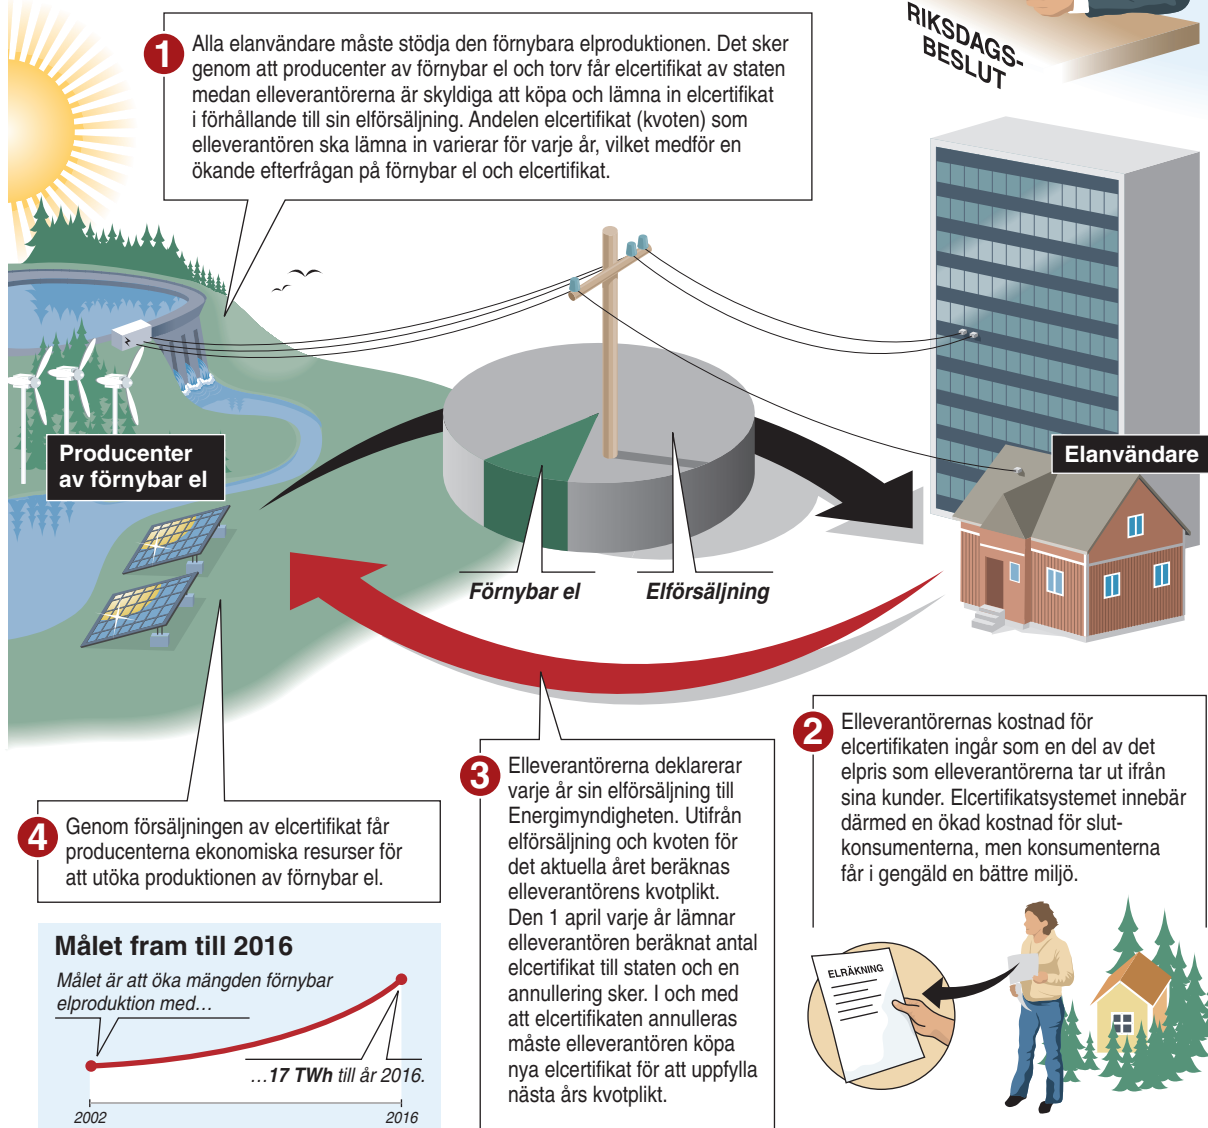 RIKSDAGS-
BESLUT
1
Alla elanvändare måste stödja den förnybara elproduktionen. Det sker
genom att producenter av förnybar el och torv får elcertifikat av staten
medan elleverantörerna är skyldiga att köpa och lämna in elcertifikat
i förhållande till sin elförsäljning. Andelen elcertifikat (kvoten) som
elleverantören ska lämna in varierar för varje år, vilket medför en
ökande efterfrågan på förnybar el och elcertifikat.
Producenter
av förnybar el
Elanvändare
Förnybar el
Elförsäljning
2
Elleverantörernas kostnad för
elcertifikaten ingår som en del av det
elpris som elleverantörerna tar ut ifrån
sina kunder. Elcertifikatsystemet innebär
därmed en ökad kostnad för slut-
konsumenterna, men konsumenterna
får i gengäld en bättre miljö.
ELRÄKNING
3
Elleverantörerna deklarerar
varje år sin elförsäljning till
Energimyndigheten. Utifrån
elförsäljning och kvoten för
det aktuella året beräknas
elleverantörens kvotplikt.
Den 1 april varje år lämnar
elleverantören beräknat antal
elcertifikat till staten och en
annullering sker. I och med
att elcertifikaten annulleras
måste elleverantören köpa
nya elcertifikat för att uppfylla
nästa års kvotplikt.
4
Genom försäljningen av elcertifikat får
producenterna ekonomiska resurser för
att utöka produktionen av förnybar el.
Målet fram till 2016
Målet är att öka mängden förnybar
elproduktion med…
…17 TWh till år 2016.
2002
2016